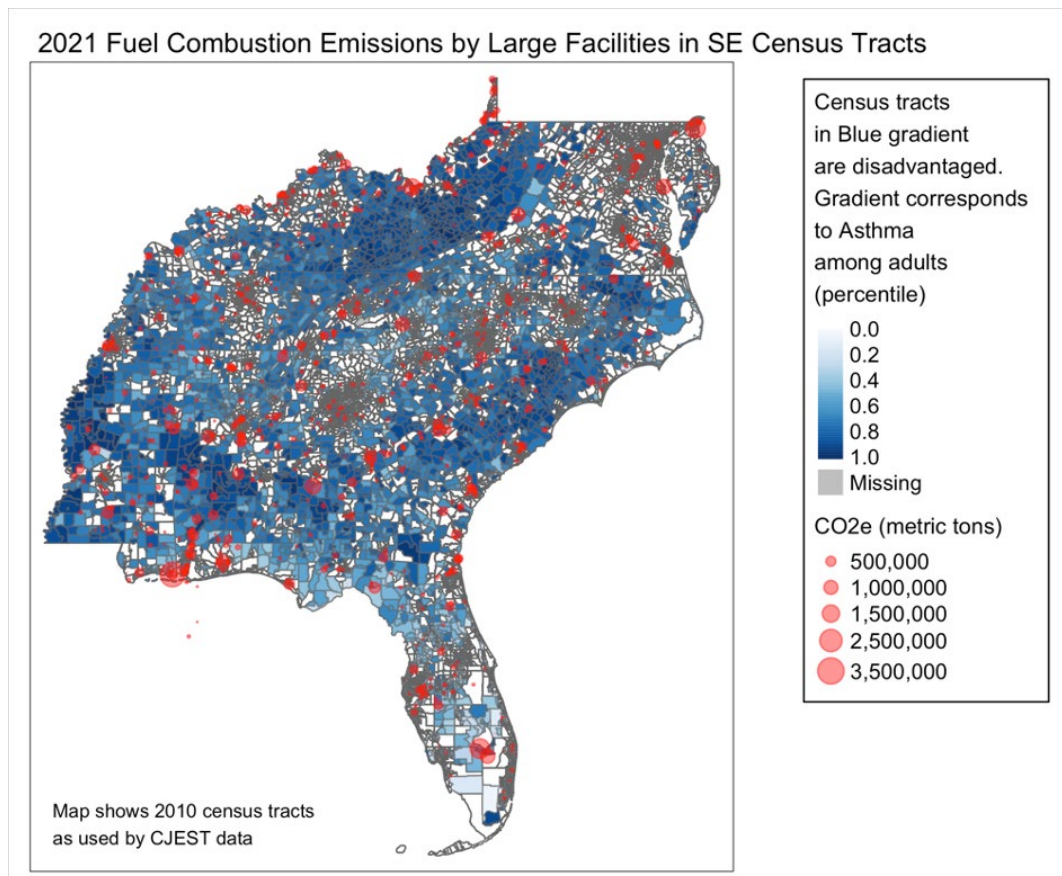 2021 Fuel Combustion Emissions by Large Facilities in SE Census Tracts
Census tracts
in Blue gradient
are disadvantaged.
Gradient corresponds
to Asthma
among adults
(percentile)
0.0
0.2
0.4
0.6
0.8
1.0
Missing
CO2e (metric tons)
500,000
1,000,000
1,500,000
2,500,000
3,500,000
Map shows 2010 census tracts
as used by CJEST data